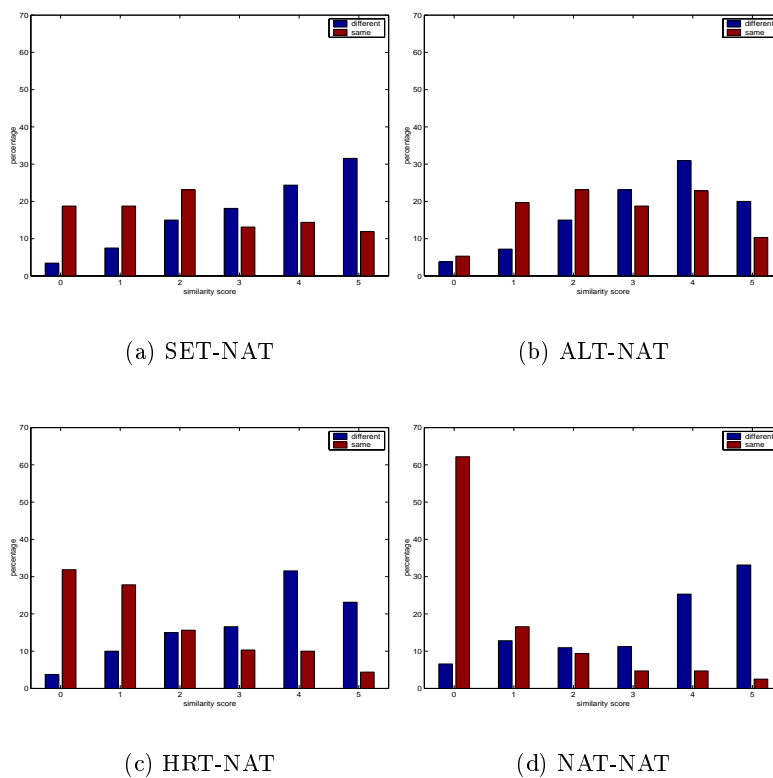 70
60
50
40
30
20
10
0
percentage
0 1 2 3 4 5
similarity score
different
same
(a) SET-NAT
70
60
50
40
30
20
10
0
percentage
0 1 2 3 4 5
similarity score
different
same
(b) ALT-NAT
70
60
50
40
30
20
10
0
percentage
0 1 2 3 4 5
similarity score
different
same
(c) HRT-NAT
70
60
50
40
30
20
10
0
percentage
0 1 2 3 4 5
similarity score
different
same
(d) NAT-NAT